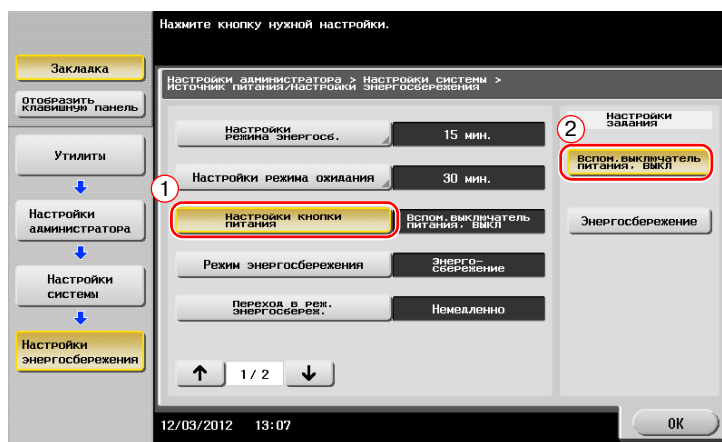 Нажмите кнопку нужной настройки.
Закладка
Отобразить
клавишную панель
Утилиты
Настройки
администратора
Настройки
системы
Настройки
энергосбережения
Настройки администратора > Настройки системы >
Источник питания/Настройки энергосбережения
Настройки
режима энергосб.
15 мин.
Настройки режима ожидания
30 мин.
1
Настройки кнопки
питания
Вспом.выключатель
питания, ВЫКЛ
Режим энергосбережения
Энерго-
сбережение
Переход в реж.
энергосбереж.
Немедленно
↑ 1/ 2 ↓
Настройки
задания
2
Вспом.выключатель
питания, ВЫКЛ
Энергосбережение
12/03/2012 13:07
OK